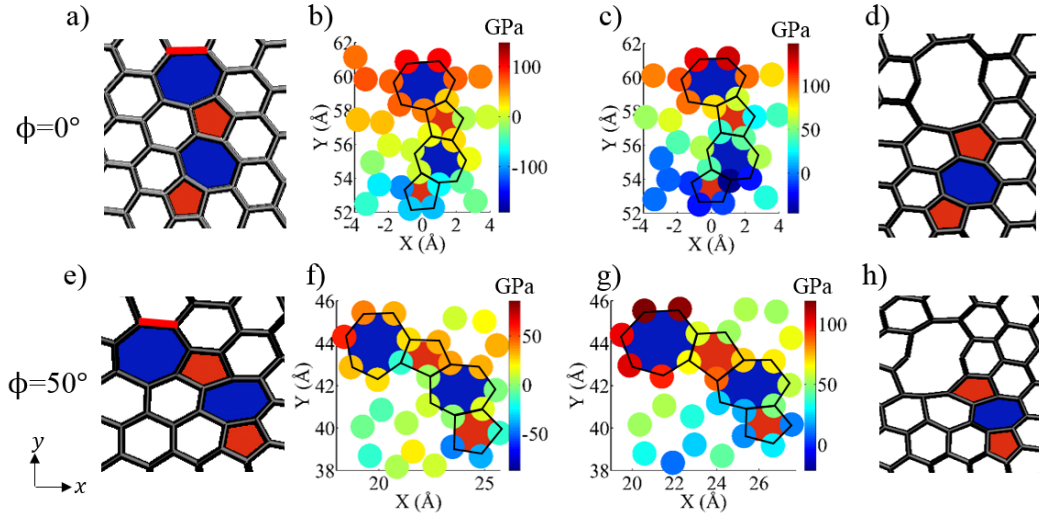 a) b) c) d)
GPa GPa
ϕ=0°
62
60
58
56
54
52
Y (Å)
-4 -2 0 2 4
X (Å)
100
0
-100
62
60
58
56
54
52
Y (Å)
-4 -2 0 2 4
X (Å)
100
50
0
e) f) g) h)
GPa GPa
ϕ=50°
46
44
42
40
38
Y (Å)
20 25
X (Å)
50
0
-50
46
44
42
40
38
Y (Å)
20 22 24 26
X (Å)
100
50
0
y
x